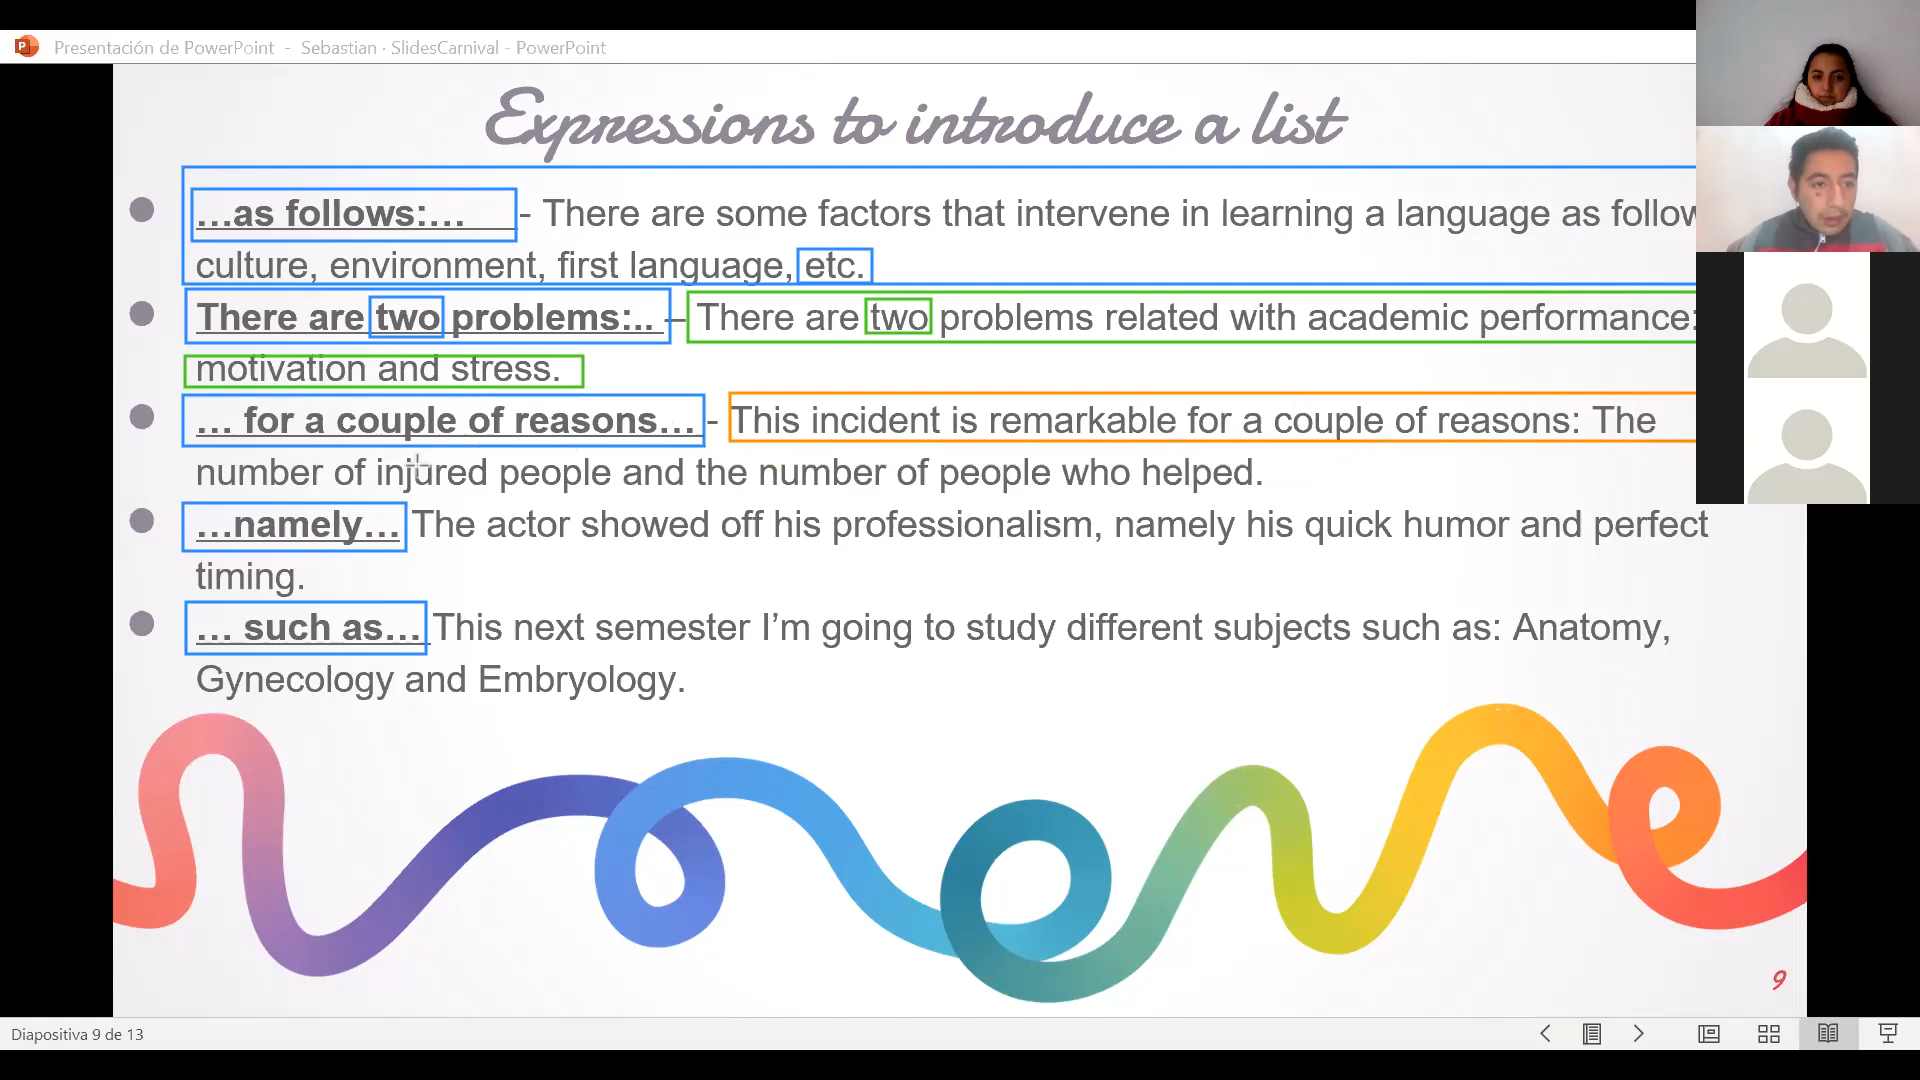 Presentación de PowerPoint - Sebastian · SlidesCarnival - PowerPoint
Expressions to introduce a list
…as follows:… - There are some factors that intervene in learning a language as follow
culture, environment, first language, etc.
There are two problems:.. – There are two problems related with academic performance:
motivation and stress.
… for a couple of reasons… - This incident is remarkable for a couple of reasons: The
number of injured people and the number of people who helped.
…namely… The actor showed off his professionalism, namely his quick humor and perfect
timing.
… such as… This next semester I’m going to study different subjects such as: Anatomy,
Gynecology and Embryology.
9
Diapositiva 9 de 13